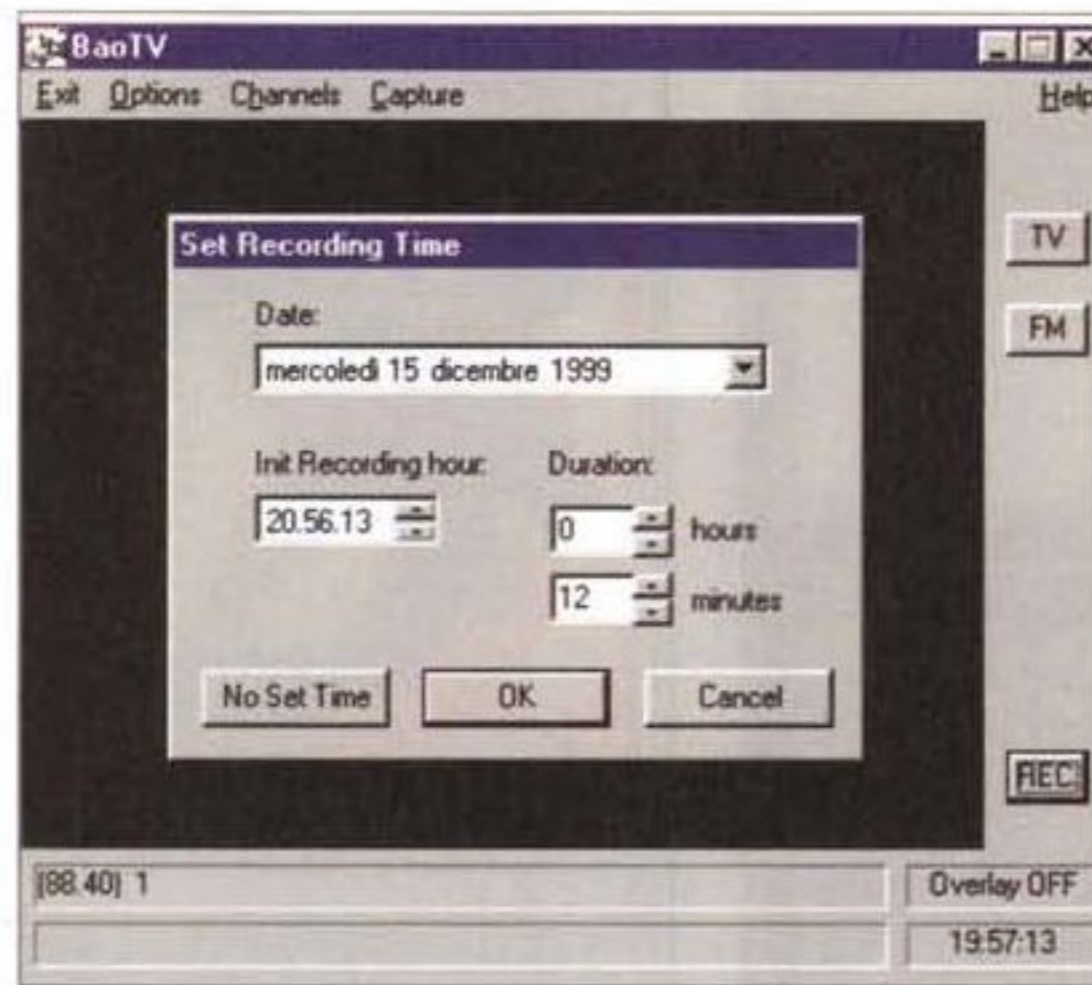 BaoTV
Exit Options Channels Capture Help
Set Recording Time
Date:
mercoledì 15 dicembre 1999
Init Recording hour: Duration:
20.56.13 0 hours
12 minutes
No Set Time OK Cancel
TV
FM
REC
(88.40) 1 Overlay OFF
19:57:13